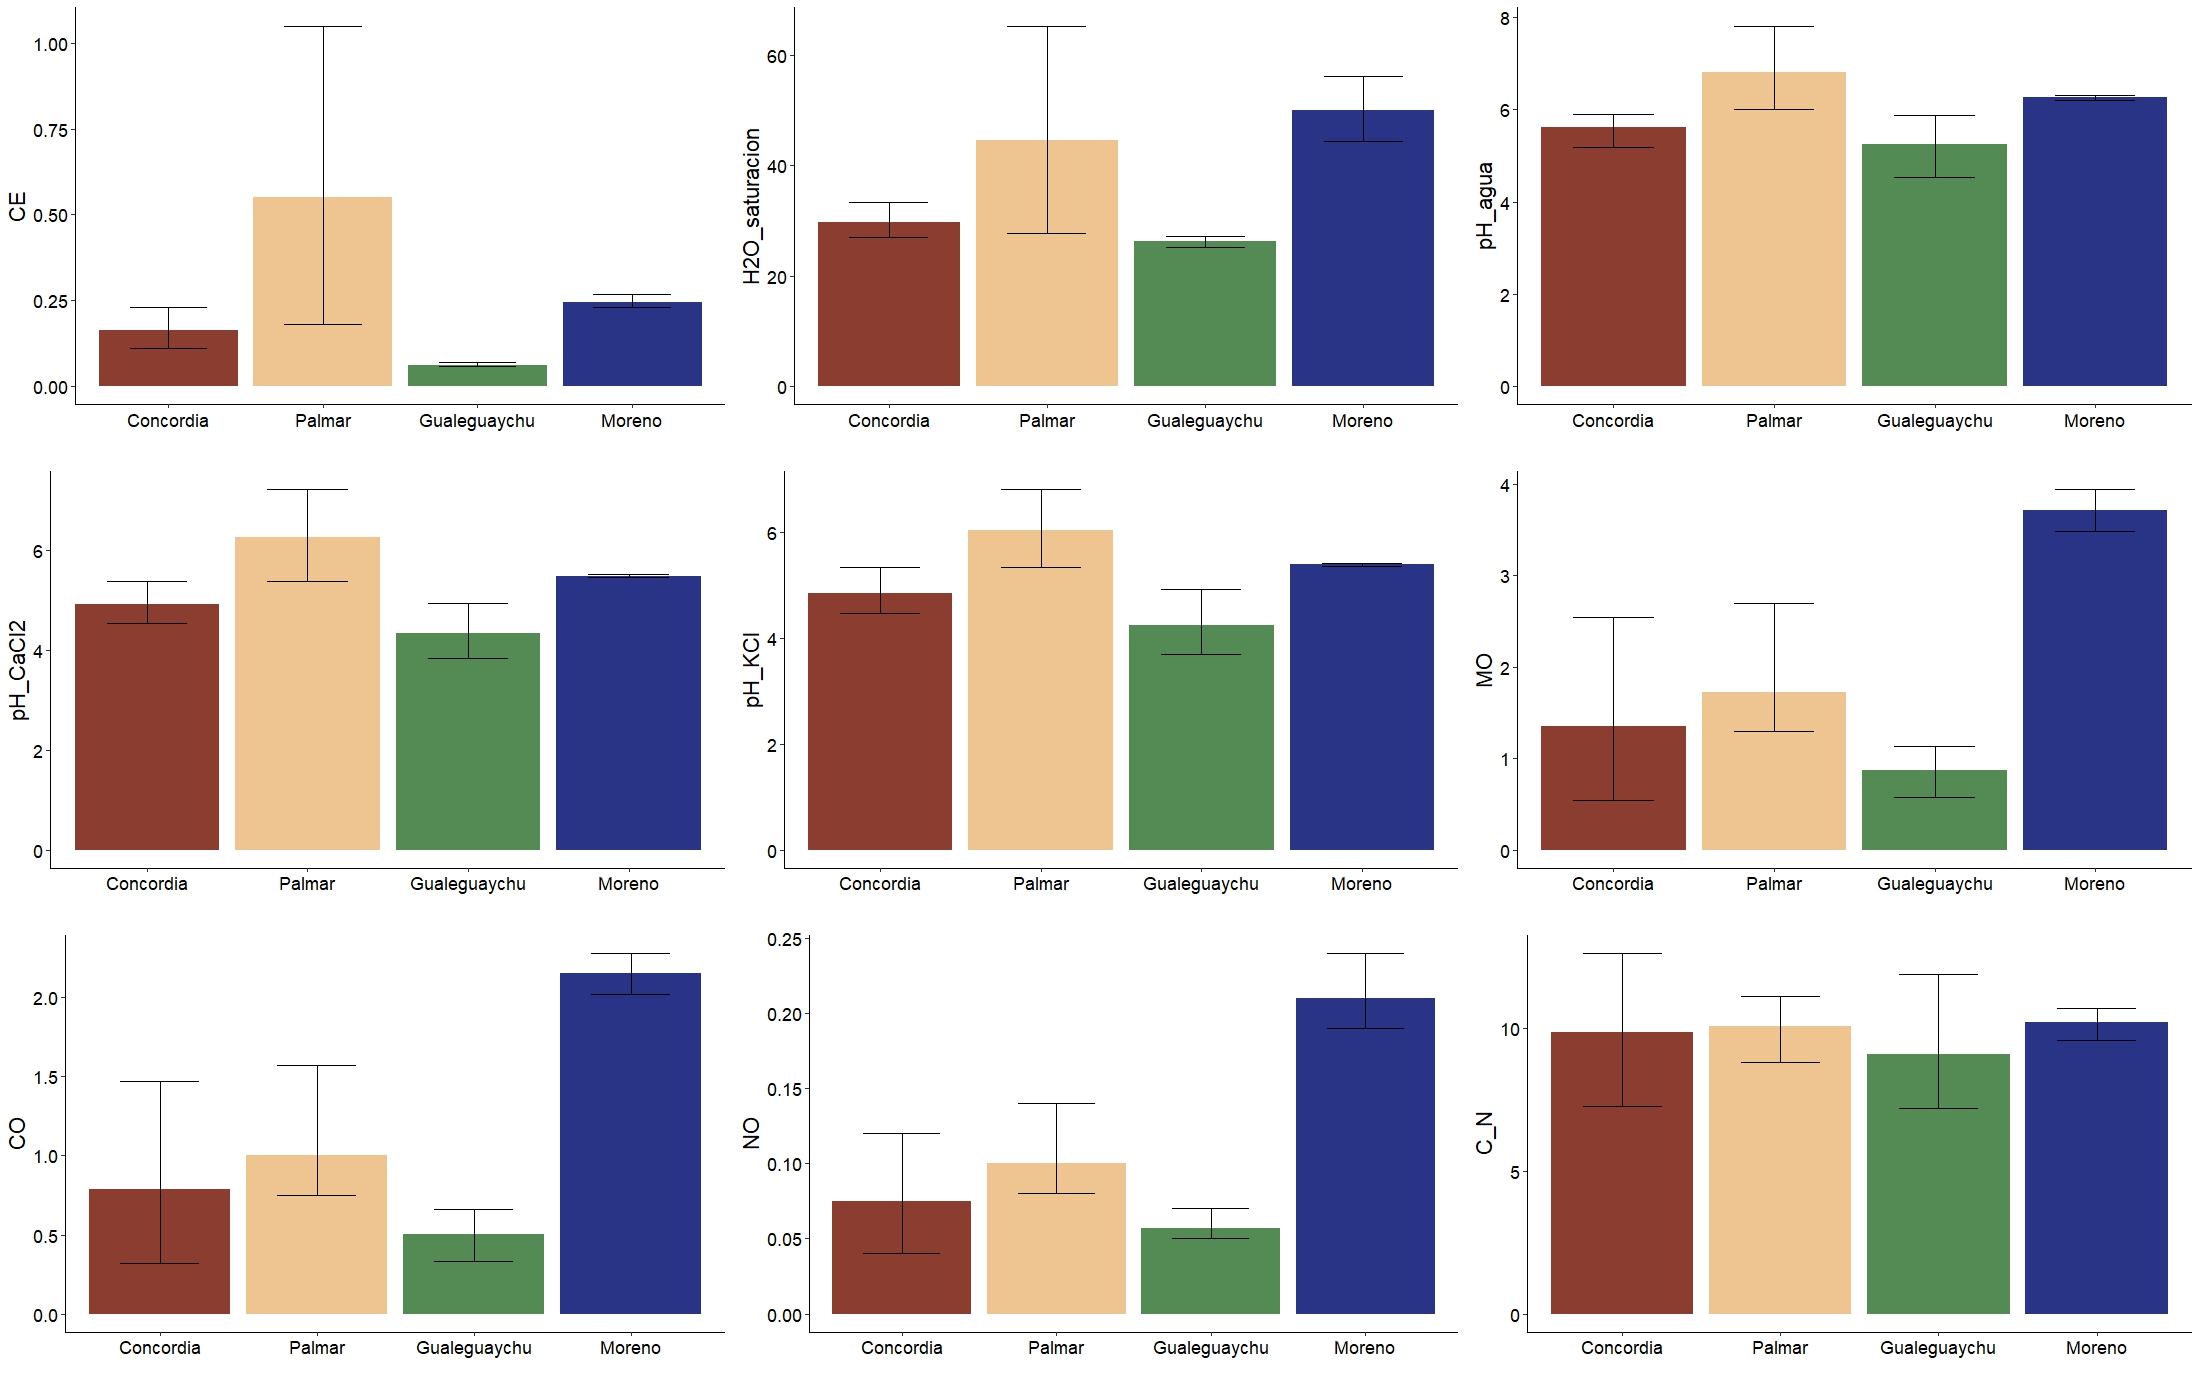 CE
1.00
0.75
0.50
0.25
0.00
Concordia Palmar Gualeguaychu Moreno
H2O_saturacion
60
40
20
0
Concordia Palmar Gualeguaychu Moreno
pH_agua
8
6
4
2
0
Concordia Palmar Gualeguaychu Moreno
pH_CaCl2
6
4
2
0
Concordia Palmar Gualeguaychu Moreno
pH_KCl
6
4
2
0
Concordia Palmar Gualeguaychu Moreno
MO
4
3
2
1
0
Concordia Palmar Gualeguaychu Moreno
CO
2.0
1.5
1.0
0.5
0.0
Concordia Palmar Gualeguaychu Moreno
NO
0.25
0.20
0.15
0.10
0.05
0.00
Concordia Palmar Gualeguaychu Moreno
C_N
10
5
0
Concordia Palmar Gualeguaychu Moreno